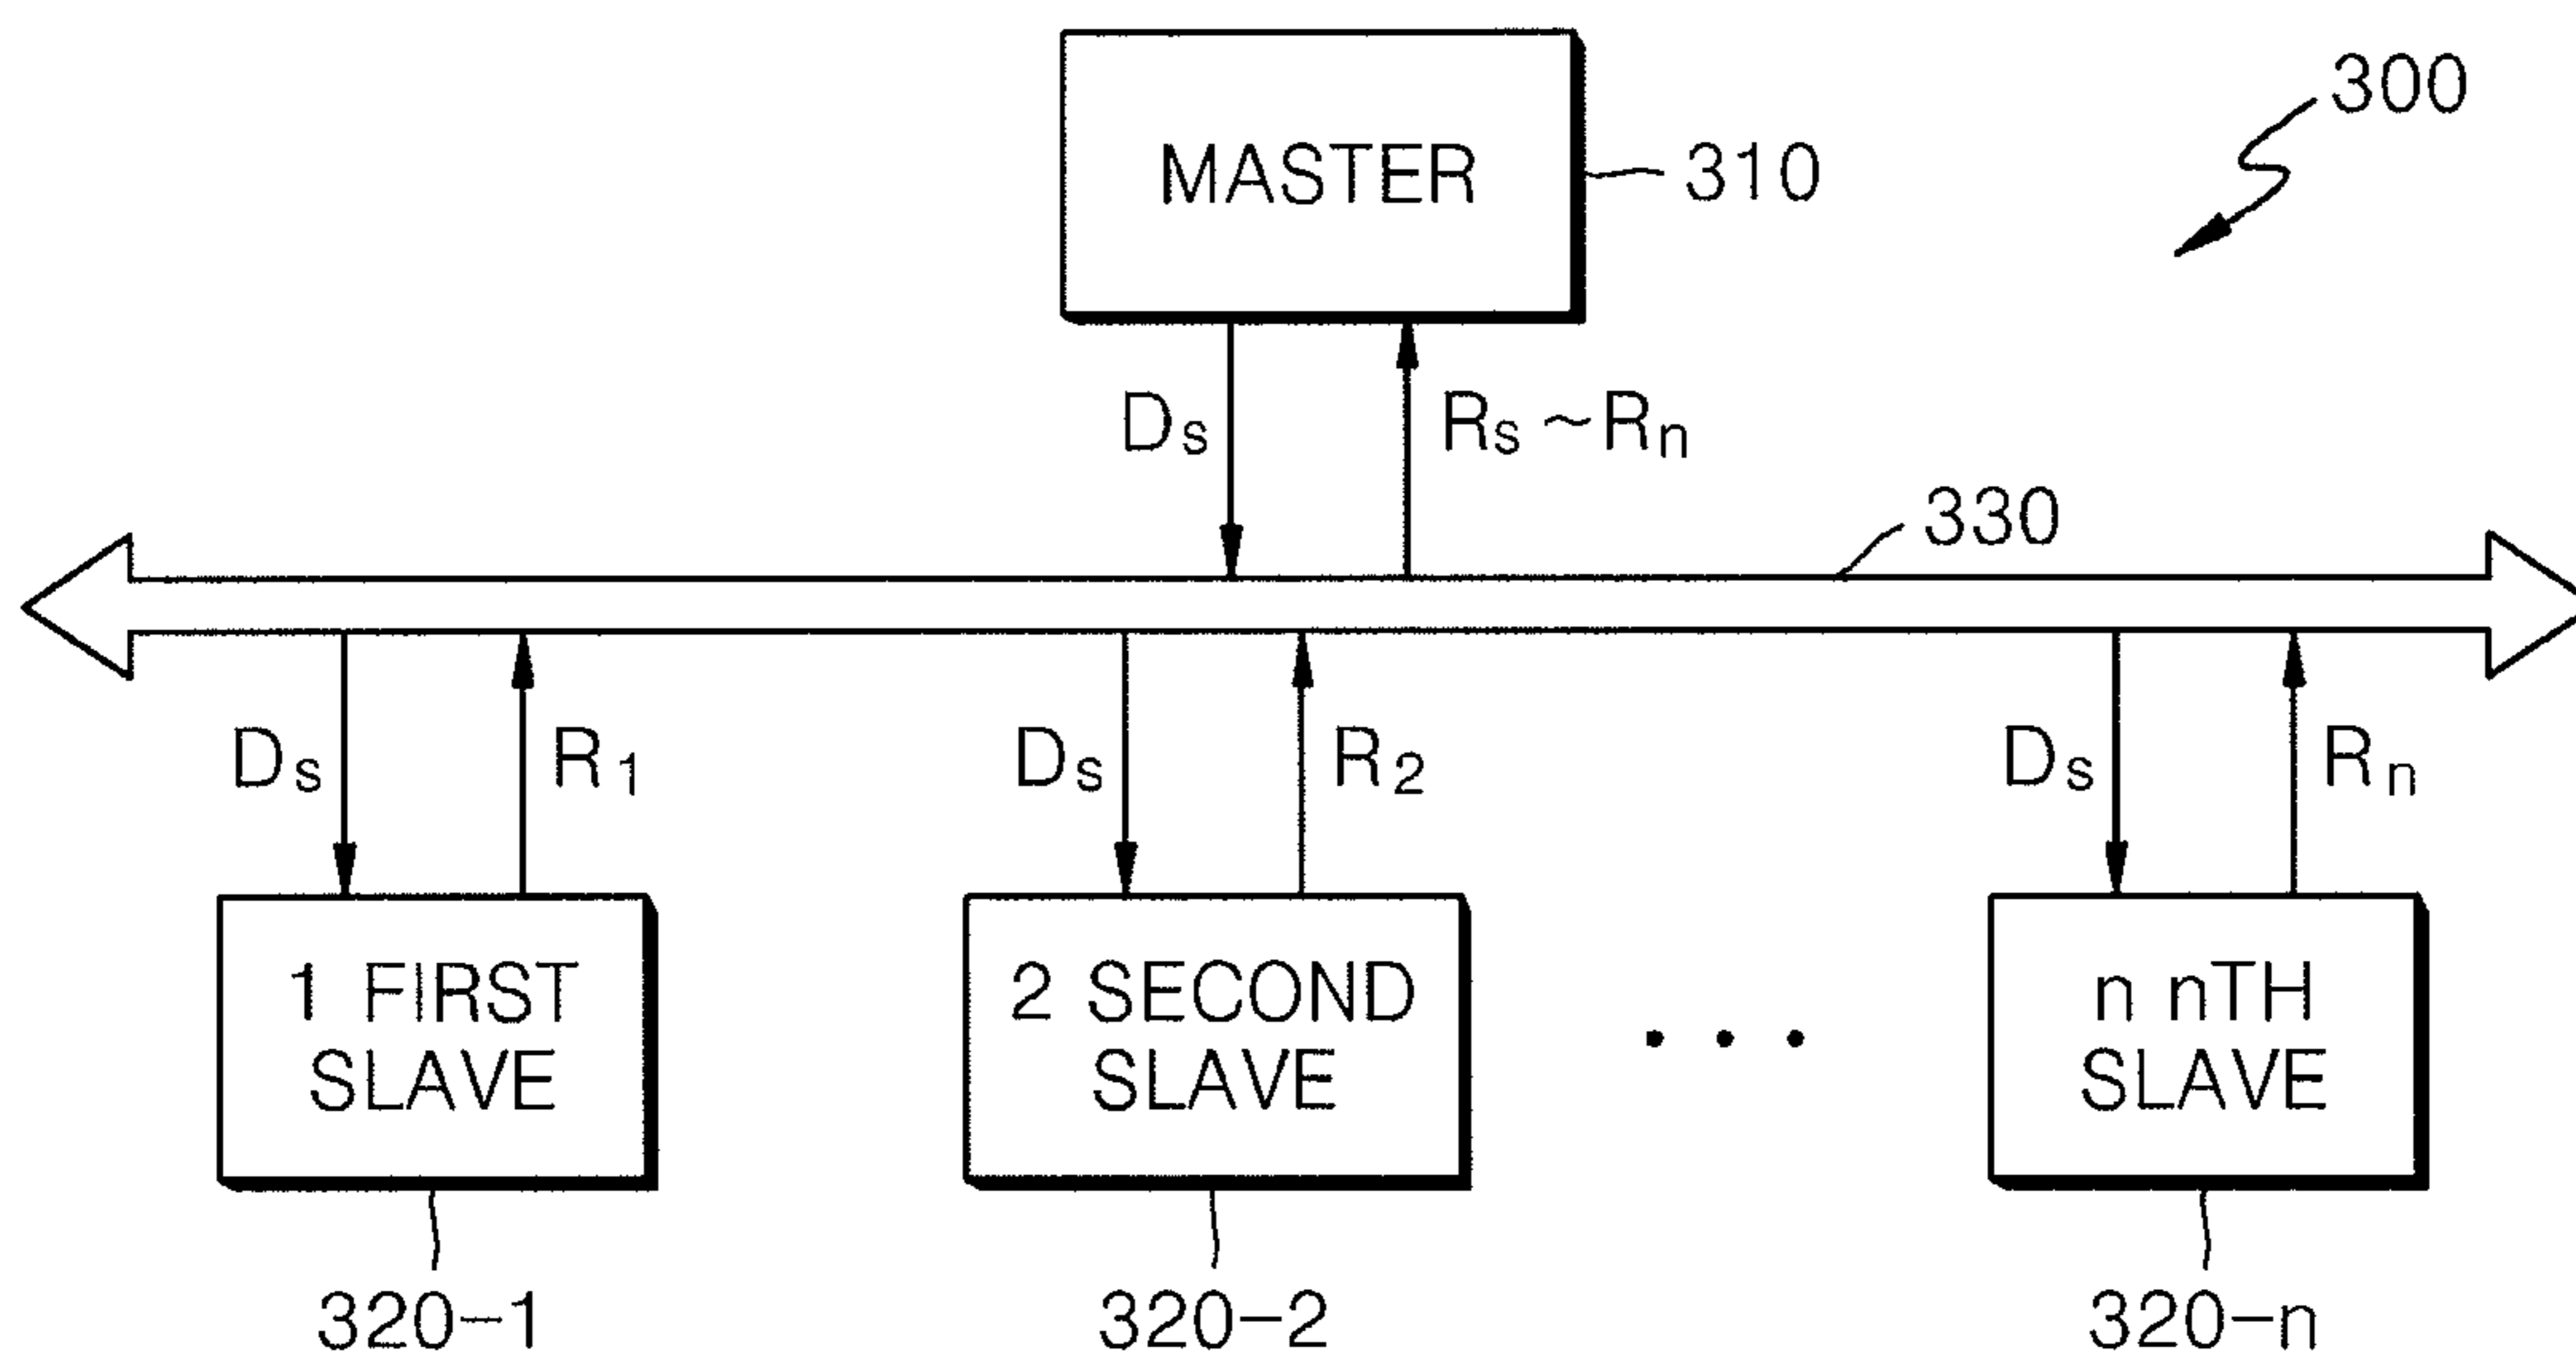 300
MASTER
310
Ds
Rs ~Rn
330
Ds
R1
Ds
R2
Ds
Rn
1 FIRST
SLAVE
2 SECOND
SLAVE
• • •
n nTH
SLAVE
320-1
320-2
320-n